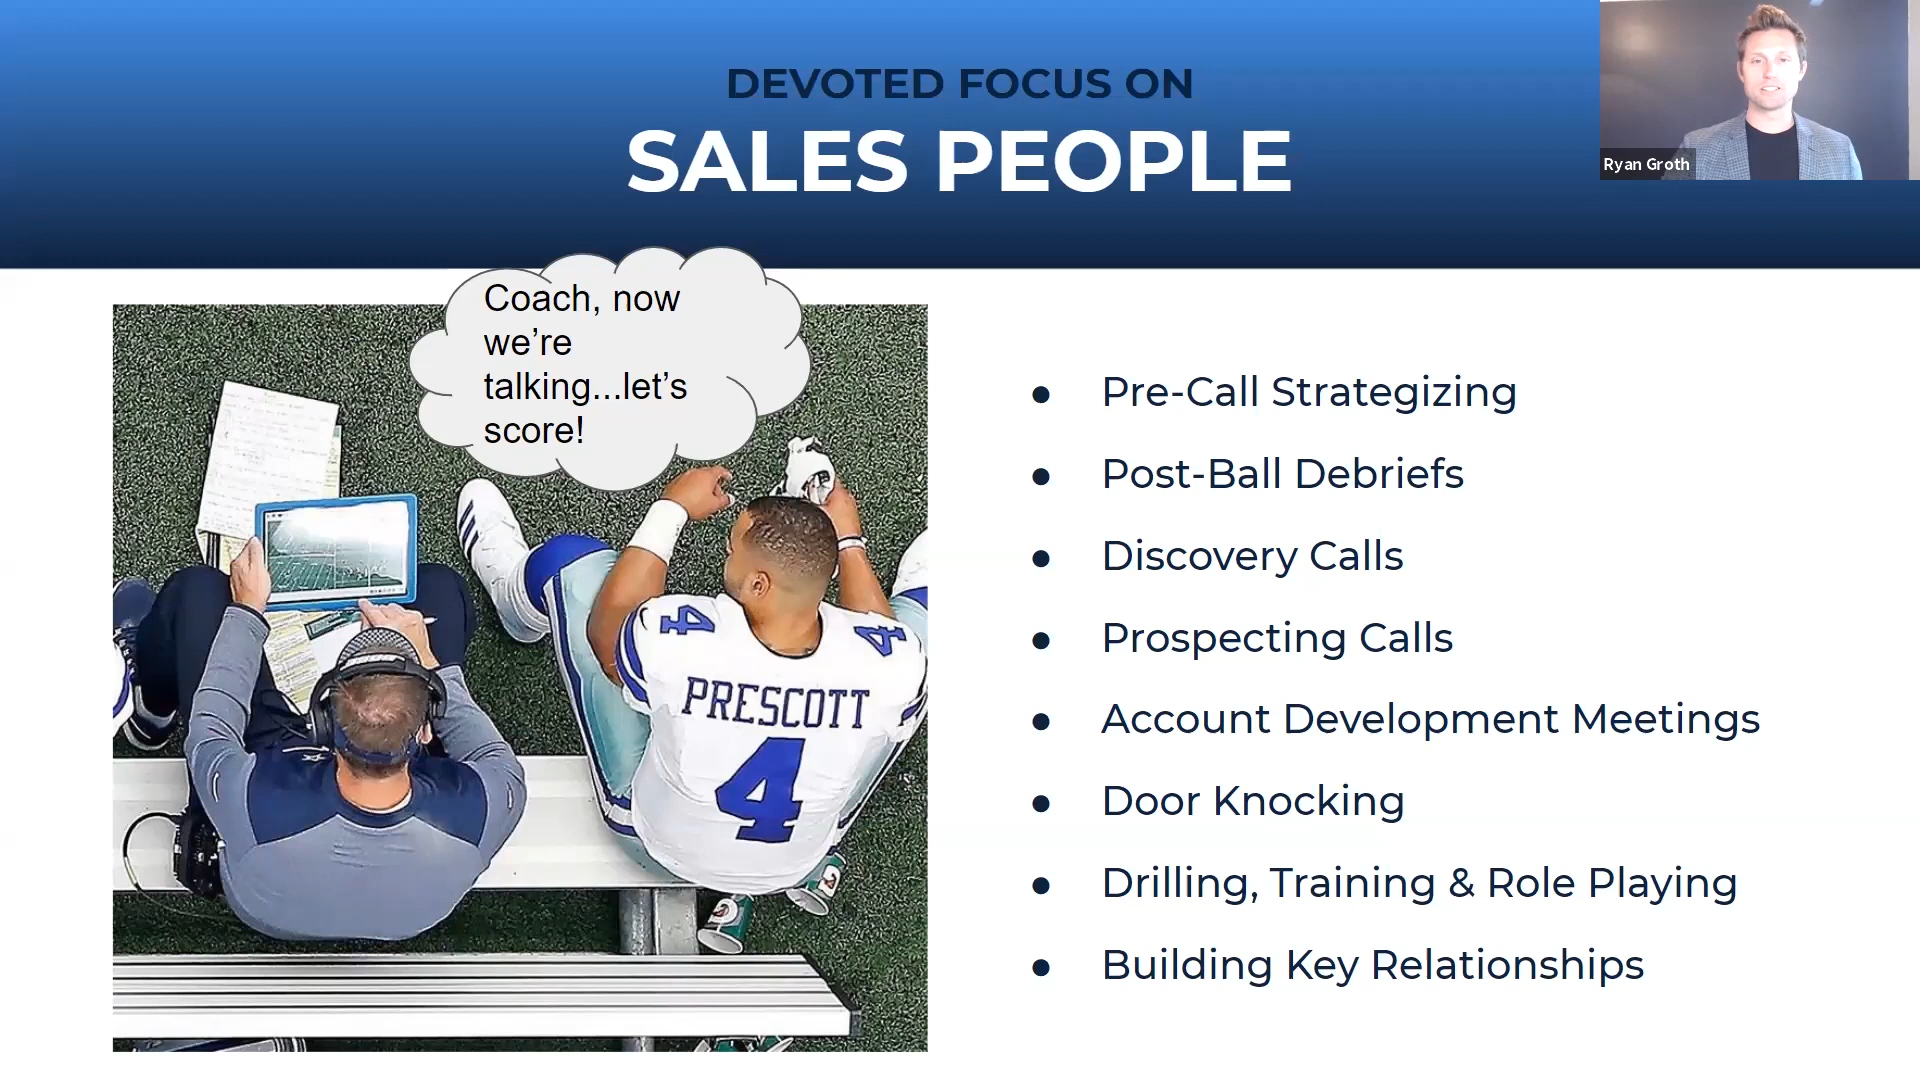 DEVOTED FOCUS ON
SALES PEOPLE
Ryan Groth
Coach, now
we’re
talking...let’s
score!
4
4
PRESCOTT
4
● Pre-Call Strategizing
● Post-Ball Debriefs
● Discovery Calls
● Prospecting Calls
● Account Development Meetings
● Door Knocking
● Drilling, Training & Role Playing
● Building Key Relationships